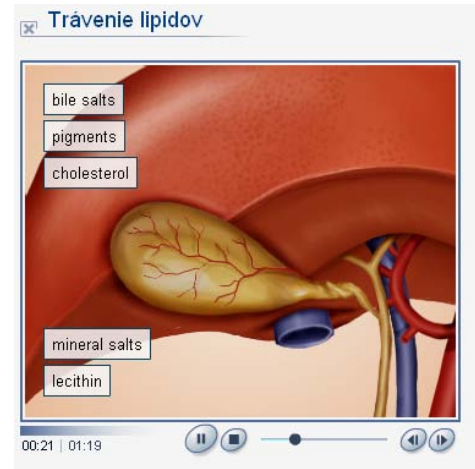 Trávenie lipidov
bile salts
pigments
cholesterol
mineral salts
lecithin
00:21 | 01:19